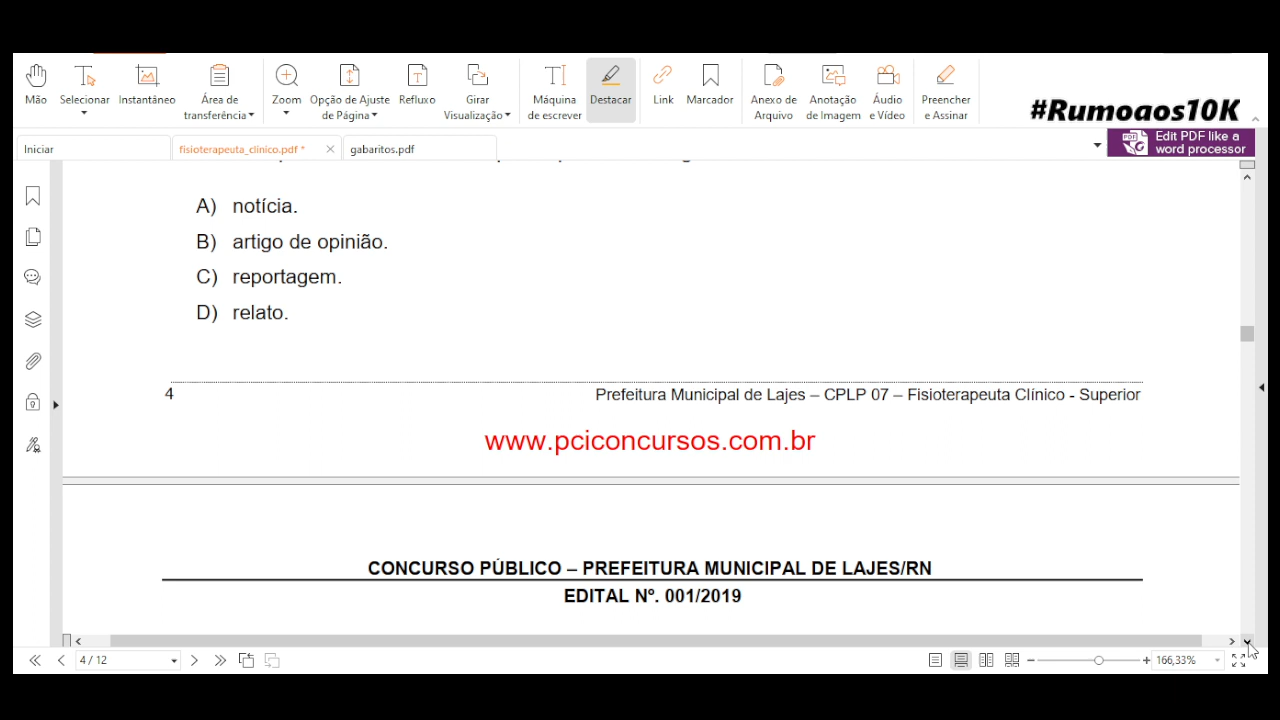 Mão
Selecionar
Instantâneo
Área de
transferência
Zoom
Opção de Ajuste
de Página
Refluxo
Girar
Visualização
Máquina
de escrever
Destacar
Link
Marcador
Anexo de
Arquivo
Anotação
de Imagem
Áudio
e Vídeo
Preencher
e Assinar
#Rumoaos10K
Iniciar
fisioterapeuta_clínico.pdf *
gabaritos.pdf
Edit PDF like a
word processor
A) notícia.
B) artigo de opinião.
C) reportagem.
D) relato.
4
Prefeitura Municipal de Lajes – CPLP 07 – Fisioterapeuta Clínico - Superior
www.pciconcursos.com.br
CONCURSO PÚBLICO – PREFEITURA MUNICIPAL DE LAJES/RN
EDITAL Nº. 001/2019
4 / 12
166,33%